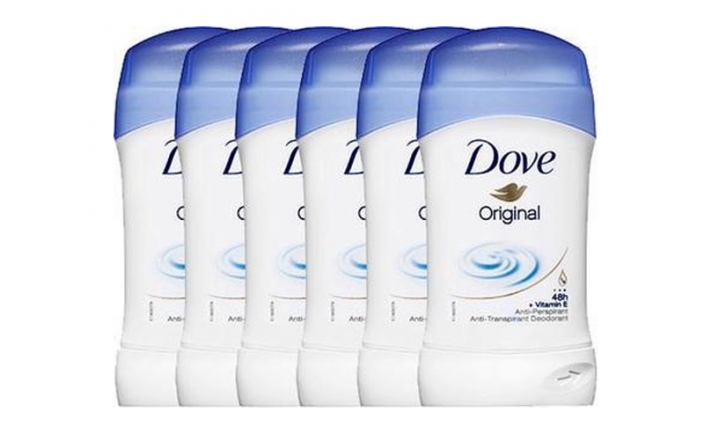 Dove
Original
48h
+ Vitamin E
Anti-Perspirant
Anti-Transpirant Deodorant